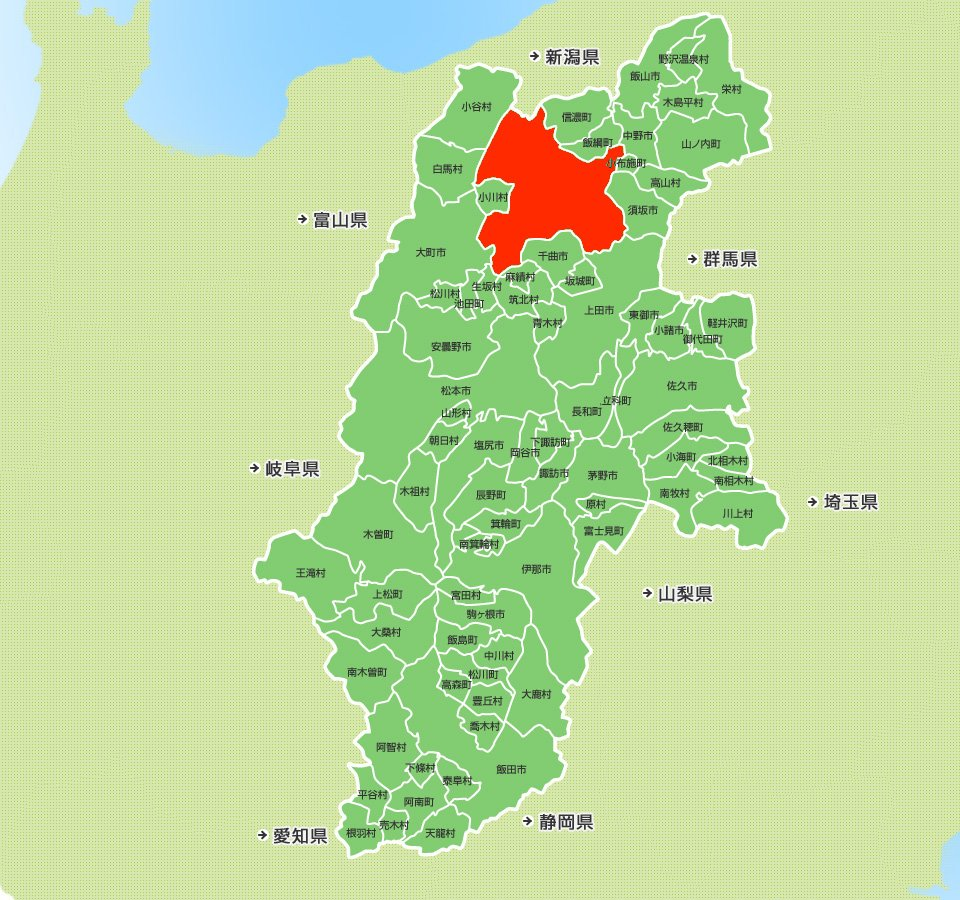 新潟県
野沢温泉村
飯山市
栄村
小谷村
木島平村
信濃町
中野市
飯綱町
山ノ内町
小布施町
白馬村
高山村
小川村
須坂市
富山県
大町市
千曲市
群馬県
麻績村
坂城町
生坂村
松川村
池田町
筑北村
上田市
東御市
青木村
小諸市
軽井沢町
御代田町
安曇野市
佐久市
松本市
立科町
山形村
長和町
佐久穂町
朝日村
塩尻市
下諏訪町
岡谷市
小海町
北相木村
岐阜県
諏訪市
茅野市
南相木村
木祖村
辰野町
南牧村
埼玉県
原村
川上村
箕輪町
富士見町
木曽町
南箕輪村
伊那市
王滝村
上松町
宮田村
山梨県
駒ヶ根市
大桑村
飯島町
中川村
南木曽町
松川町
高森町
大鹿村
豊丘村
喬木村
阿智村
下條村
飯田市
泰阜村
平谷村
阿南町
静岡県
売木村
愛知県
根羽村
天龍村